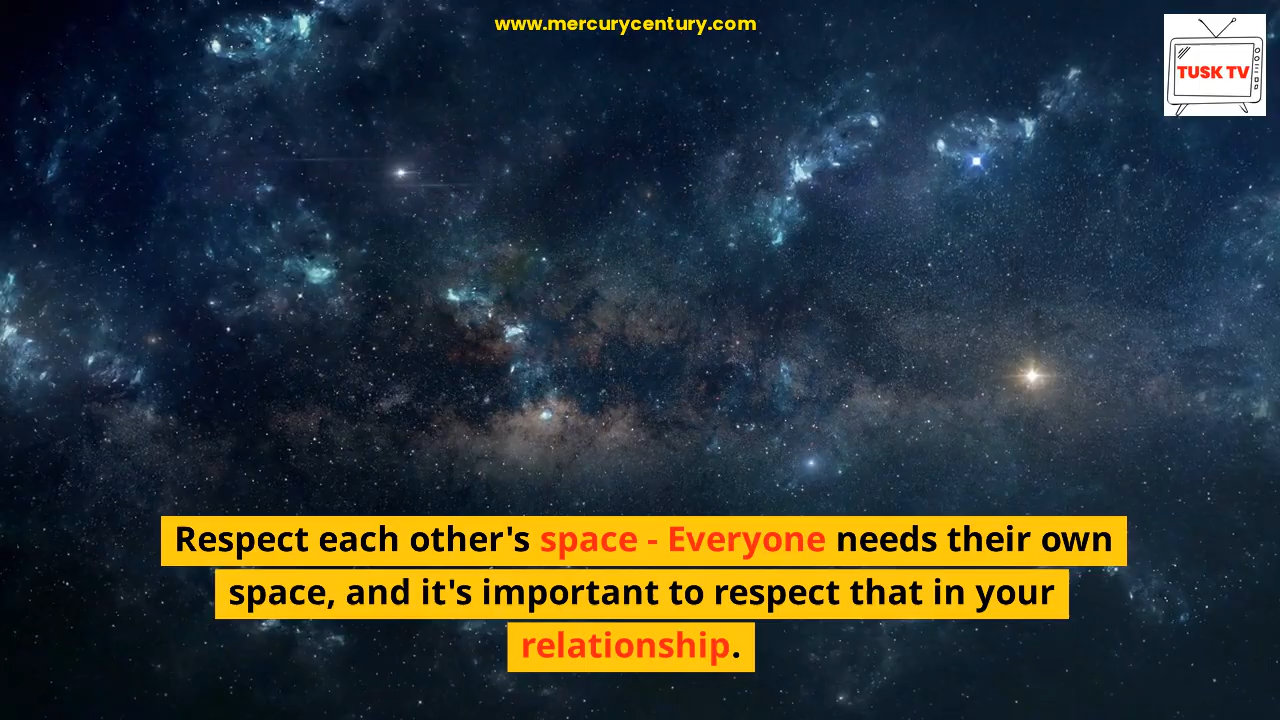 www.mercurycentury.com
TUSK TV
Respect each other's space - Everyone needs their own
space, and it's important to respect that in your
relationship.